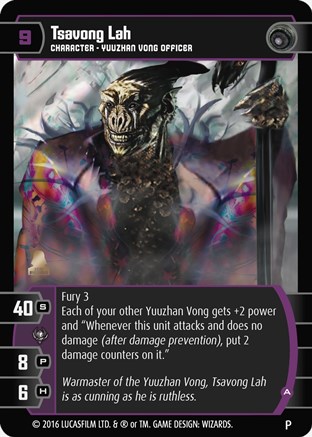 9
Tsavong Lah
CHARACTER - YUUZHAN VONG OFFICER
40 S
8 P
6 H
Fury 3
Each of your other Yuuzhan Vong gets +2 power
and “Whenever this unit attacks and does no
damage (after damage prevention), put 2
damage counters on it.”
Warmaster of the Yuuzhan Vong, Tsavong Lah
is as cunning as he is ruthless.
A
© 2016 LUCASFILM LTD. & ® or TM. GAME DESIGN: WIZARDS.
P